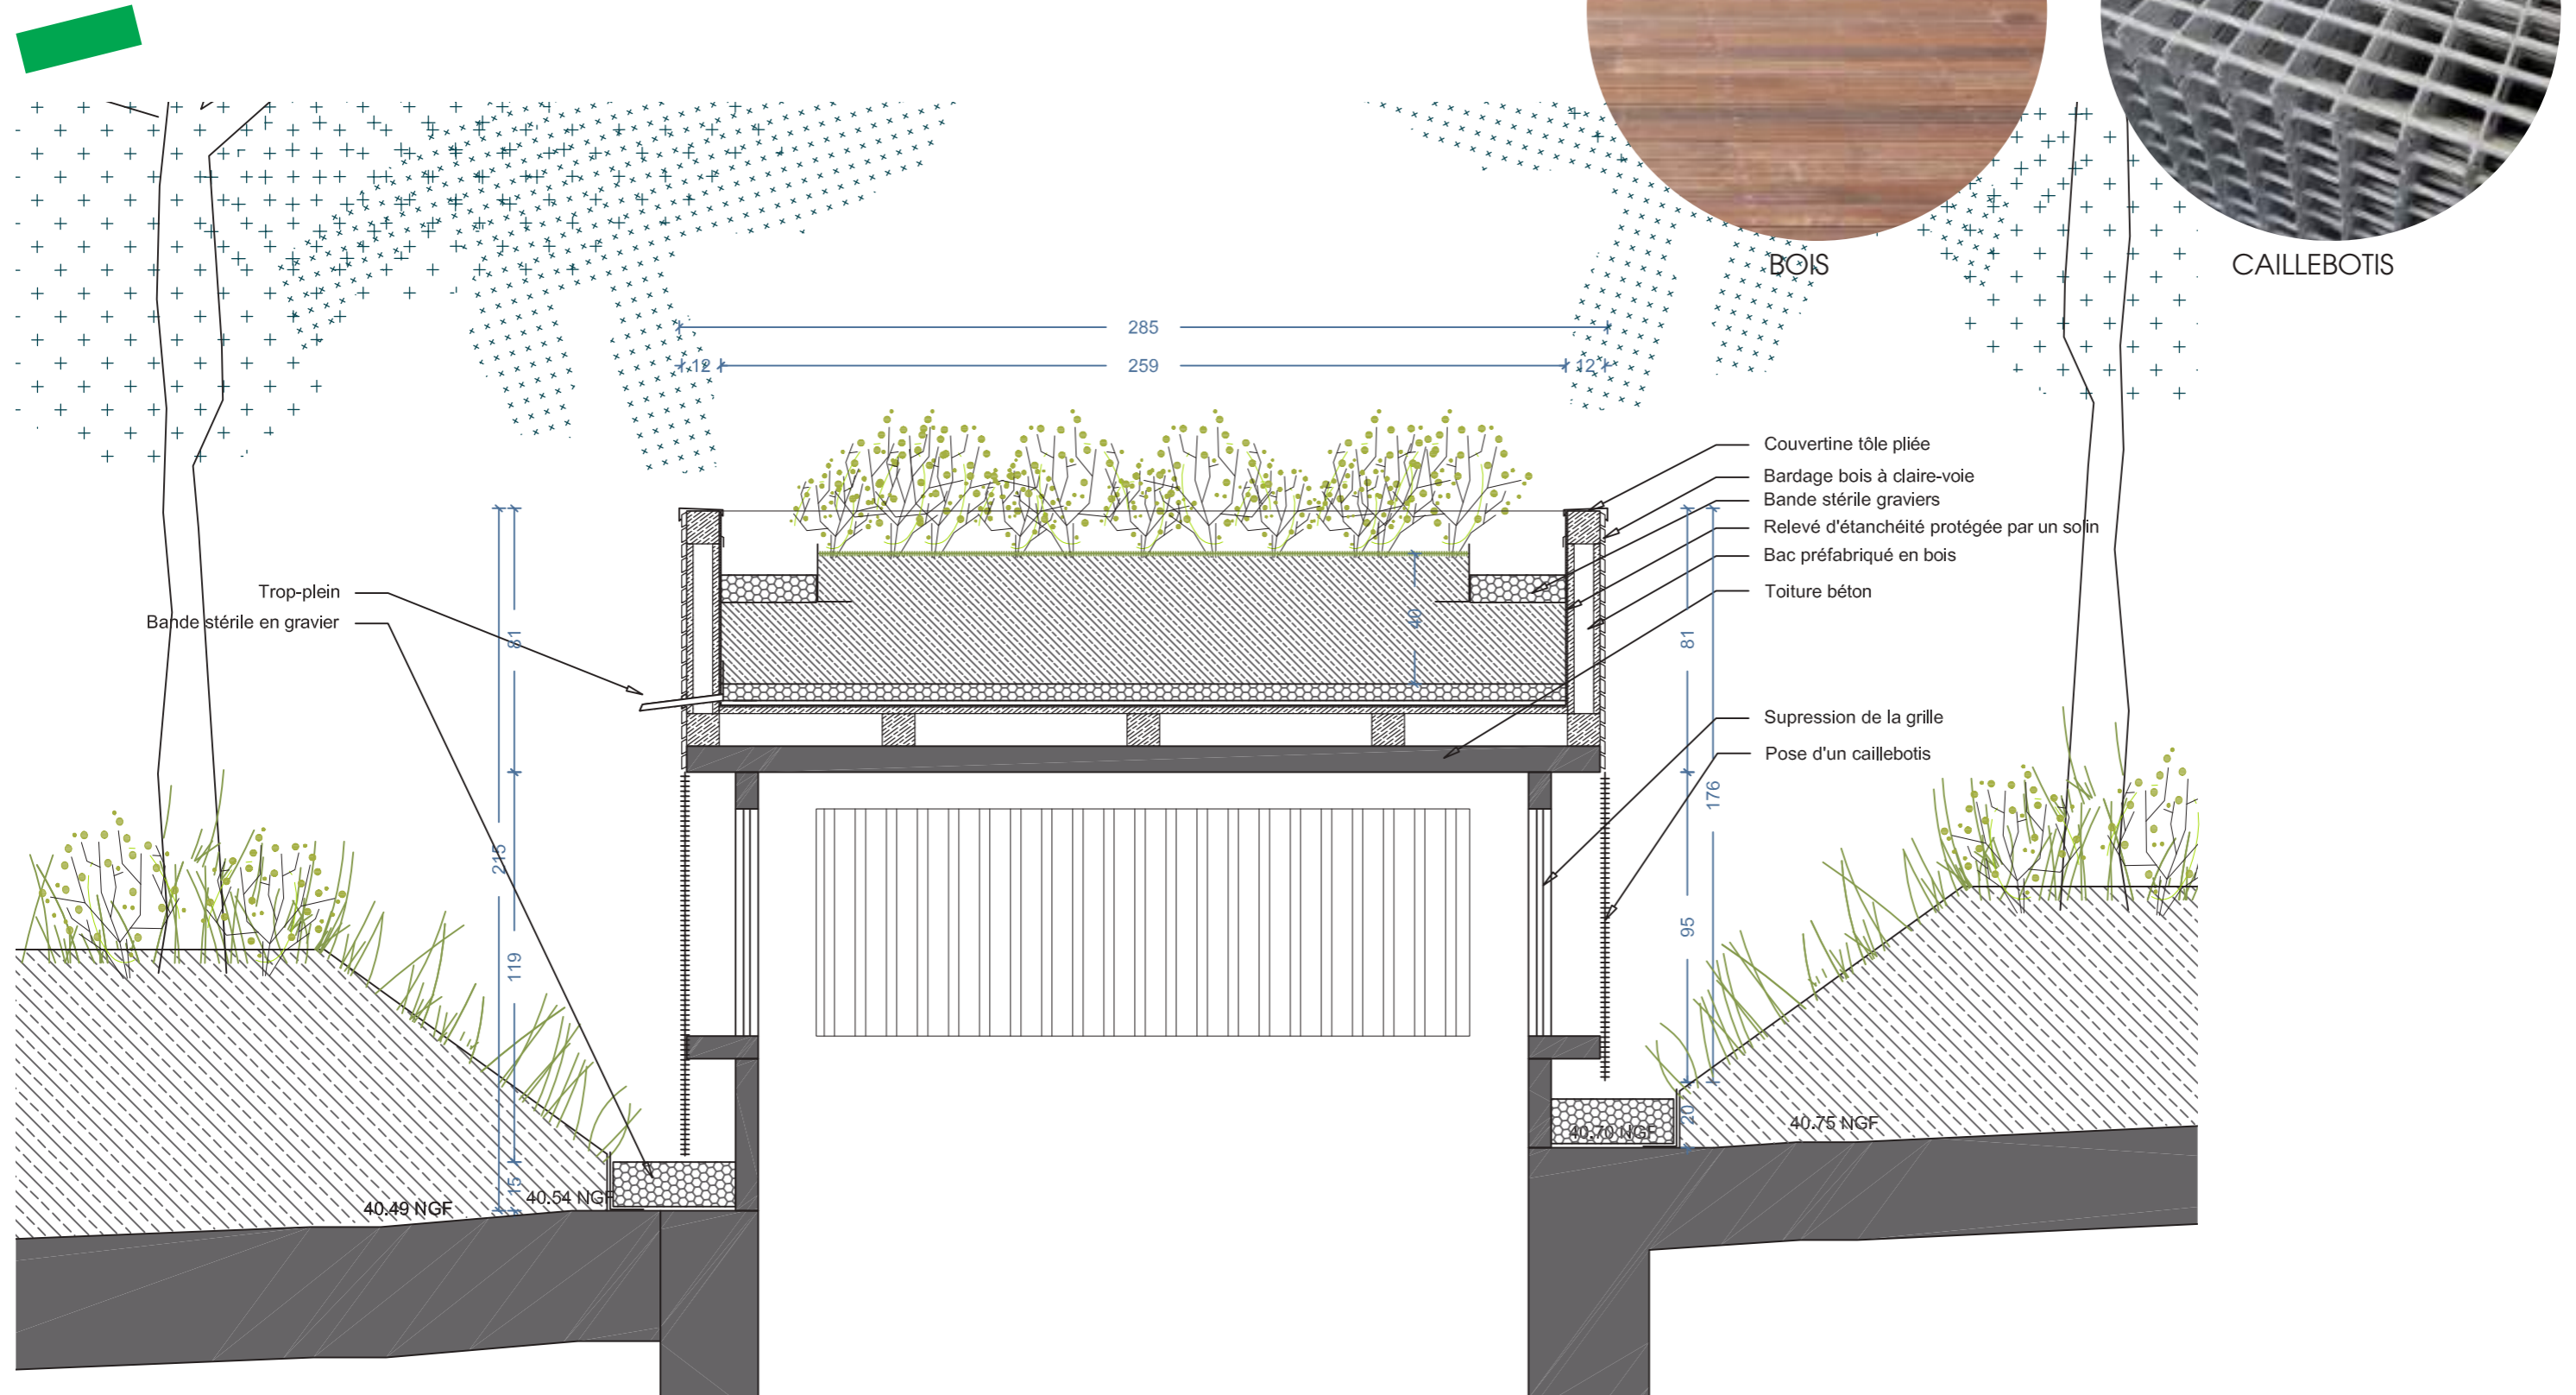 BOIS
CAILLEBOTIS
285
12
259
12
Couvertine tôle pliée
Bardage bois à claire-voie
Bande stérile graviers
Relevé d'étanchéité protégée par un solin
Bac préfabriqué en bois
Toiture béton
Trop-plein
Bande stérile en gravier
81
40
81
Supression de la grille
Pose d'un caillebotis
176
215
95
119
20
40.70 NGF
40.75 NGF
15
40.54 NGF
40.49 NGF